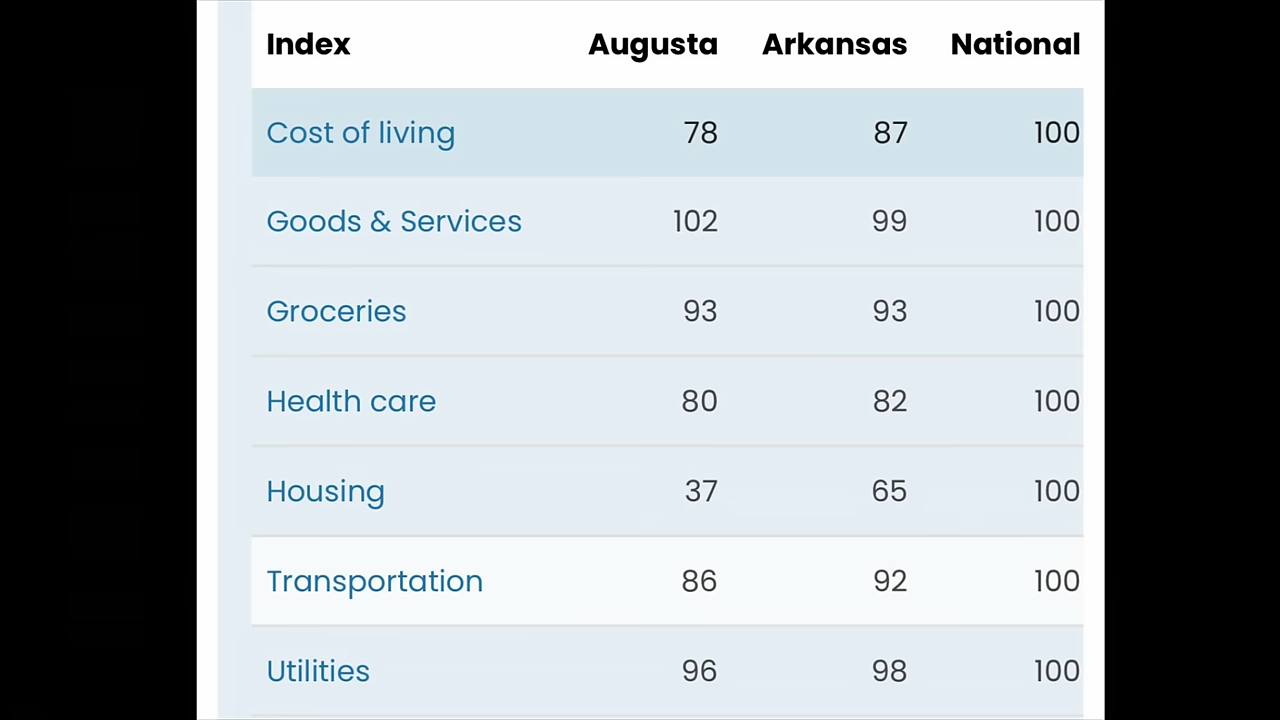 Index Augusta Arkansas National
Cost of living 78 87 100
Goods & Services 102 99 100
Groceries 93 93 100
Health care 80 82 100
Housing 37 65 100
Transportation 86 92 100
Utilities 96 98 100